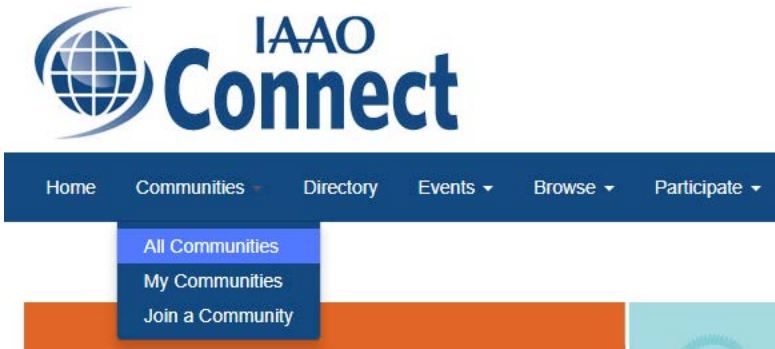 IAAO
Connect
Home Communities Directory Events Browse Participate
All Communities
My Communities
Join a Community